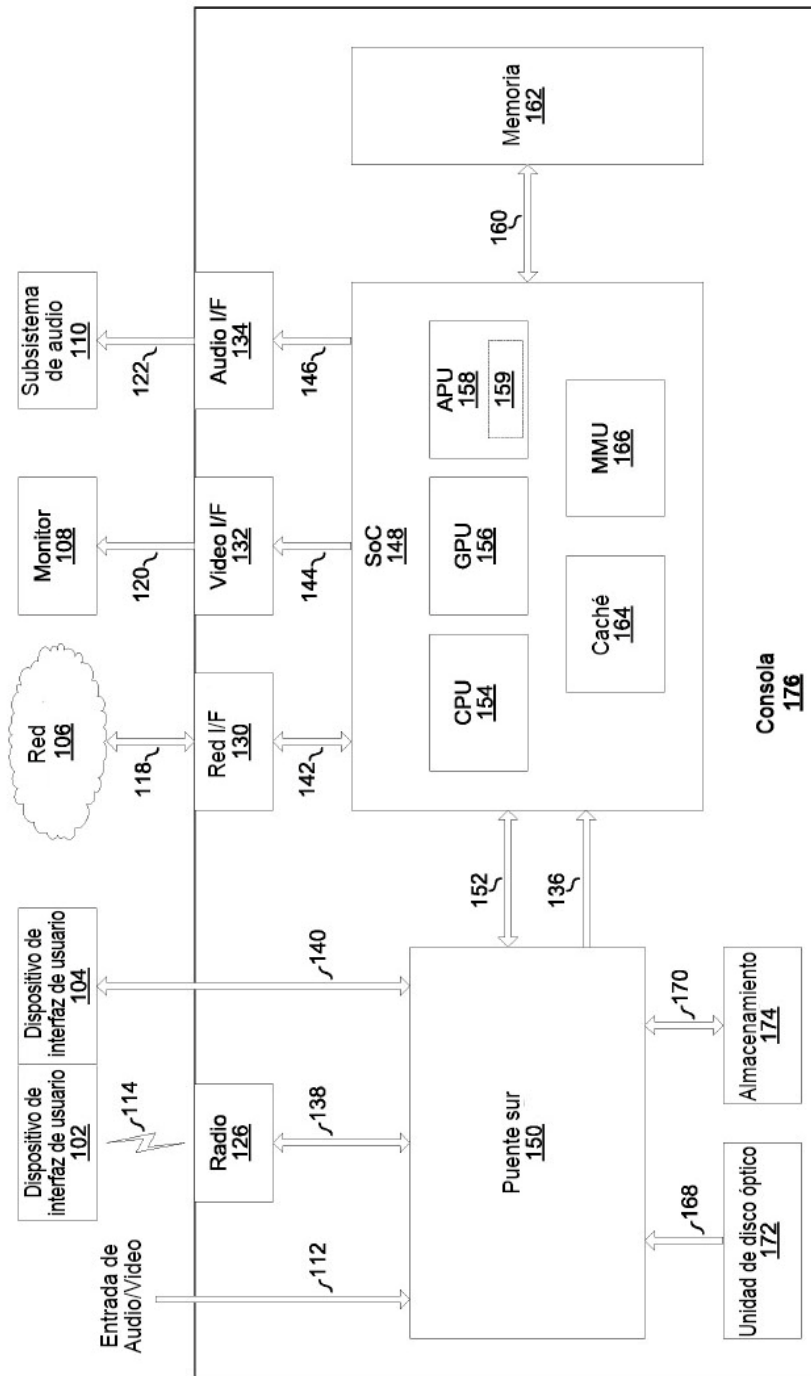 Entrada de
Audio/Video
Dispositivo de
interfaz de usuario
102
Dispositivo de
interfaz de usuario
104
Red
106
Monitor
108
Subsistema
de audio
110
112
114
118
120
122
Radio
126
Red I/F
130
Video I/F
132
Audio I/F
134
138
140
142
144
146
Puente sur
150
152
136
SoC
148
CPU
154
GPU
156
APU
158
159
Caché
164
MMU
166
160
Memoria
162
168
170
Unidad de disco óptico
172
Almacenamiento
174
Consola
176